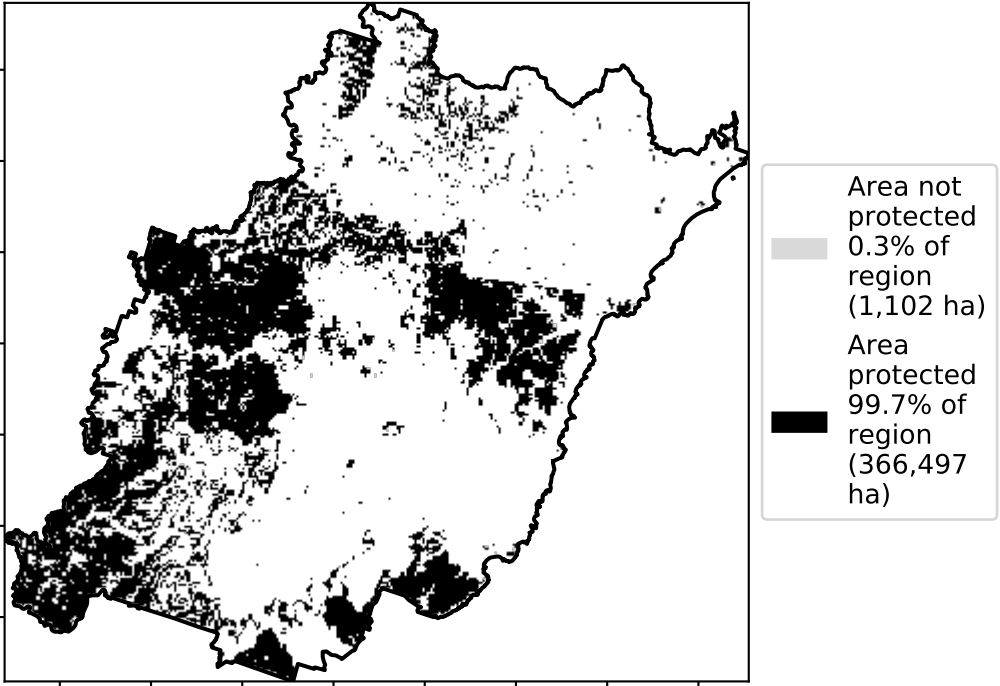 Area not
protected
0.3% of
region
(1,102 ha)
Area
protected
99.7% of
region
(366,497
ha)